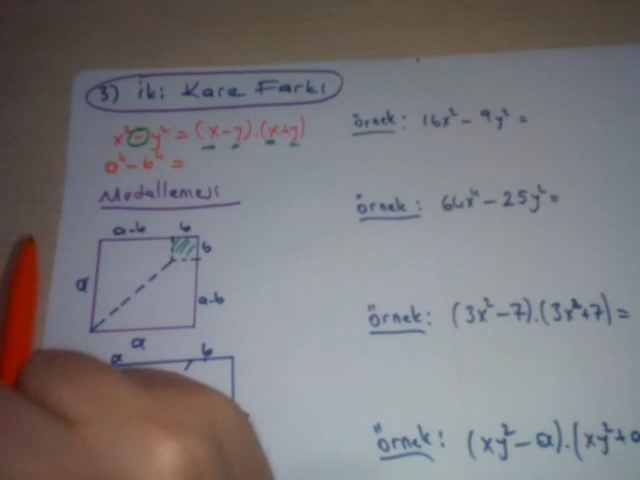 3) İki Kare Farkı
x² - y² = (x - y).(x + y)
a² - b² =
Modellemesi
a-b b
b
a
a-b
a
a b
örnek: 16x² - 9y² =
örnek: 64x⁴ - 25y² =
örnek: (3x² - 7).(3x² + 7) =
örnek: (xy² - a).(xy² + a